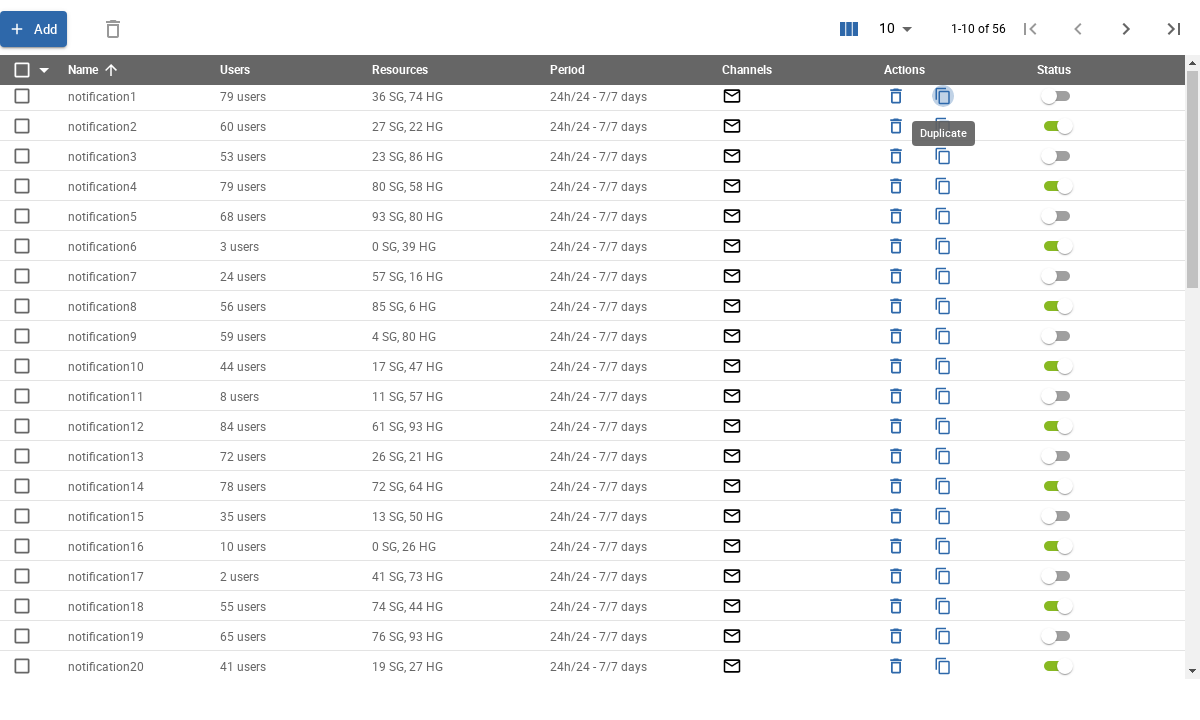 Add 10 1-10 of 56
Name Users Resources Period Channels Actions Status
notification1 79 users 36 SG, 74 HG 24h/24 - 7/7 days
notification2 60 users 27 SG, 22 HG 24h/24 - 7/7 days
Duplicate
notification3 53 users 23 SG, 86 HG 24h/24 - 7/7 days
notification4 79 users 80 SG, 58 HG 24h/24 - 7/7 days
notification5 68 users 93 SG, 80 HG 24h/24 - 7/7 days
notification6 3 users 0 SG, 39 HG 24h/24 - 7/7 days
notification7 24 users 57 SG, 16 HG 24h/24 - 7/7 days
notification8 56 users 85 SG, 6 HG 24h/24 - 7/7 days
notification9 59 users 4 SG, 80 HG 24h/24 - 7/7 days
notification10 44 users 17 SG, 47 HG 24h/24 - 7/7 days
notification11 8 users 11 SG, 57 HG 24h/24 - 7/7 days
notification12 84 users 61 SG, 93 HG 24h/24 - 7/7 days
notification13 72 users 26 SG, 21 HG 24h/24 - 7/7 days
notification14 78 users 72 SG, 64 HG 24h/24 - 7/7 days
notification15 35 users 13 SG, 50 HG 24h/24 - 7/7 days
notification16 10 users 0 SG, 26 HG 24h/24 - 7/7 days
notification17 2 users 41 SG, 73 HG 24h/24 - 7/7 days
notification18 55 users 74 SG, 44 HG 24h/24 - 7/7 days
notification19 65 users 76 SG, 93 HG 24h/24 - 7/7 days
notification20 41 users 19 SG, 27 HG 24h/24 - 7/7 days